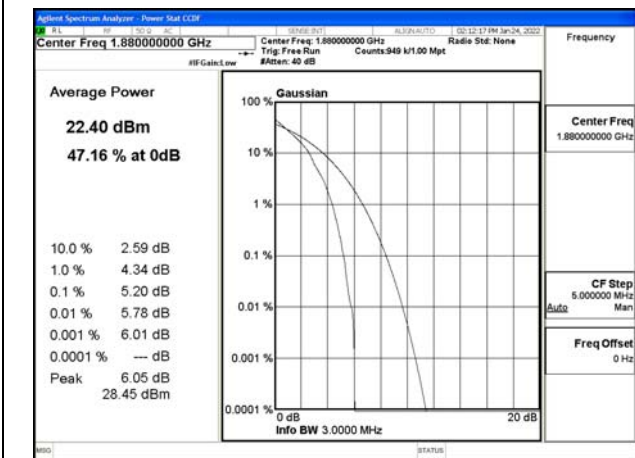 Agilent Spectrum Analyzer - Power Stat CCDF
RL RF 50 Ω AC SENSE:INT ALIGN AUTO 02:12:17 PM Jan 24, 2022
Center Freq 1.880000000 GHz
Center Freq: 1.880000000 GHz Radio Std: None
Trig: Free Run Counts:949 k/1.00 Mpt
#IFGain:Low #Atten: 40 dB
Frequency
Average Power
22.40 dBm
47.16 % at 0dB
10.0 % 2.59 dB
1.0 % 4.34 dB
0.1 % 5.20 dB
0.01 % 5.78 dB
0.001 % 6.01 dB
0.0001 % --- dB
Peak 6.05 dB
28.45 dBm
Gaussian
100 %
10 %
1 %
0.1 %
0.01 %
0.001 %
0.0001 %
0 dB 20 dB
Info BW 3.0000 MHz
Center Freq
1.880000000 GHz
CF Step
5.000000 MHz
Auto Man
Freq Offset
0 Hz
MSG STATUS